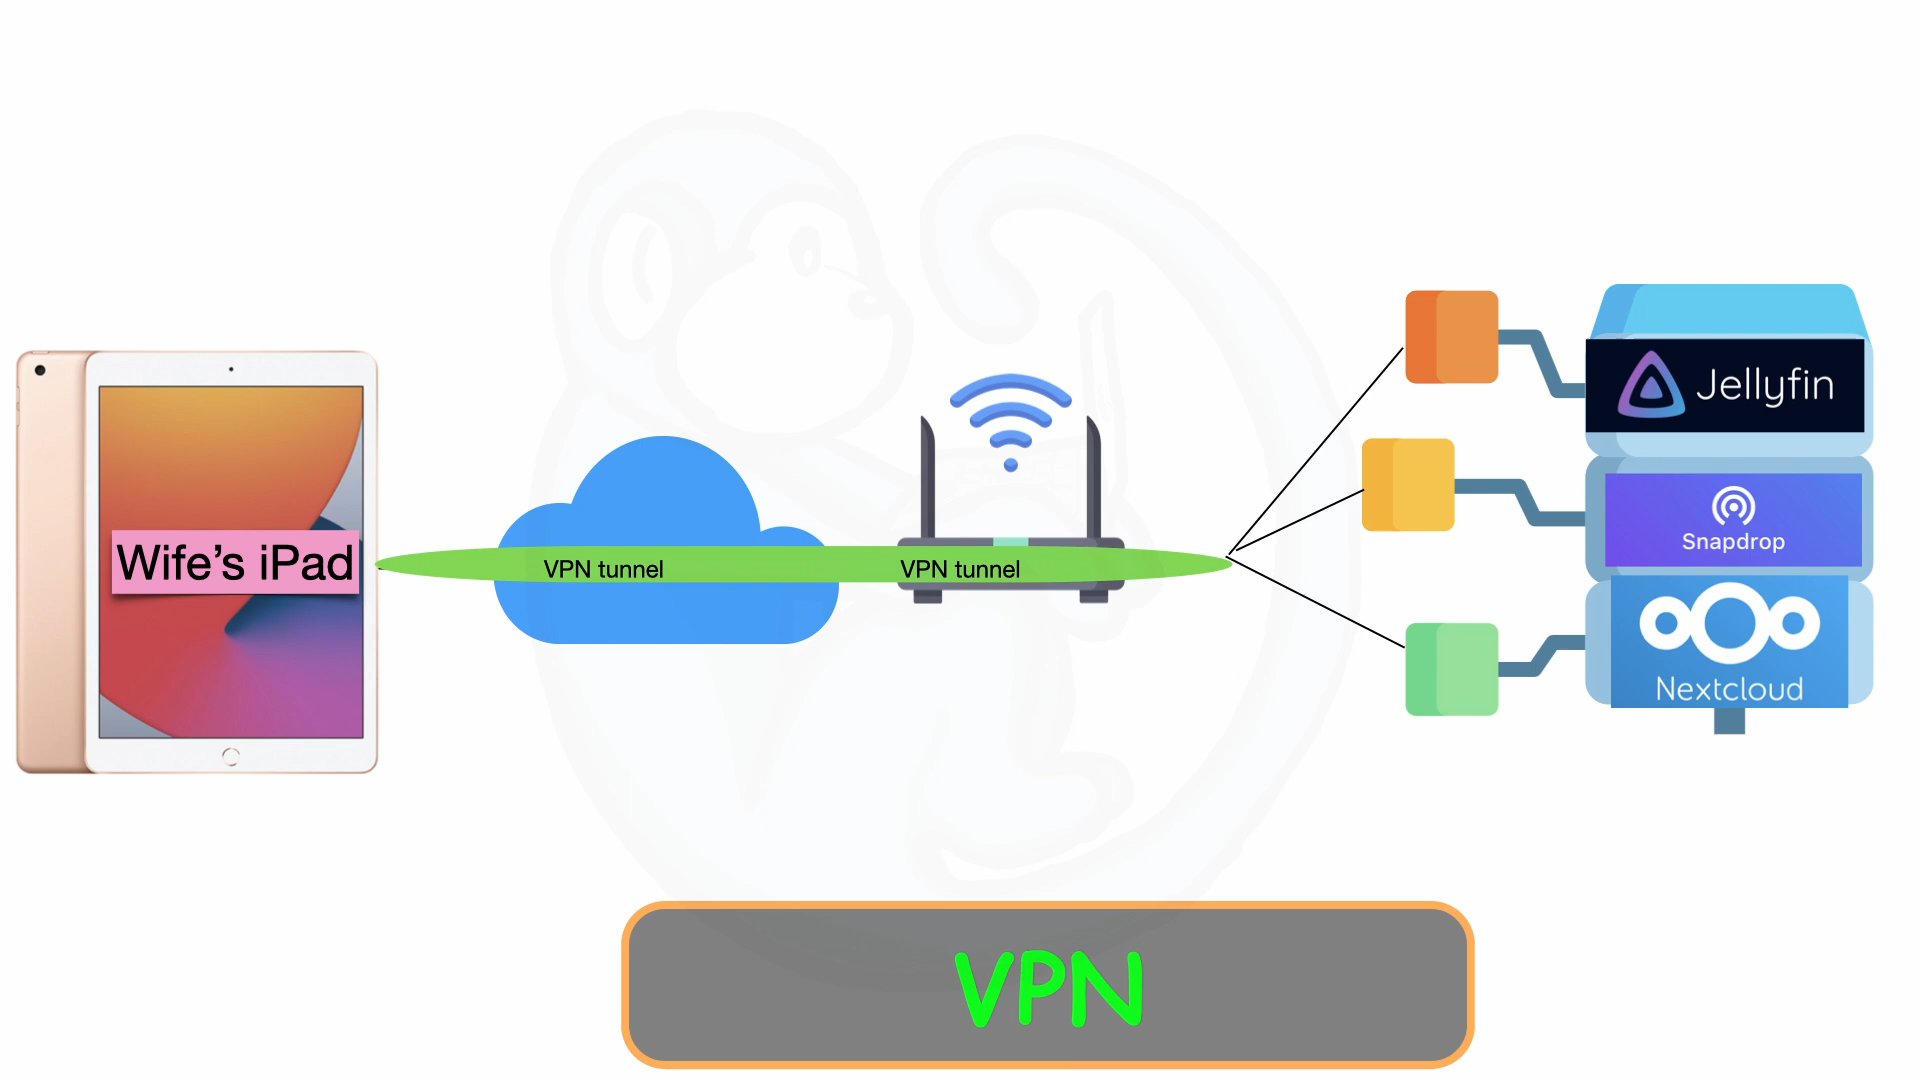 Wife's iPad
VPN tunnel
VPN tunnel
Jellyfin
Snapdrop
Nextcloud
VPN